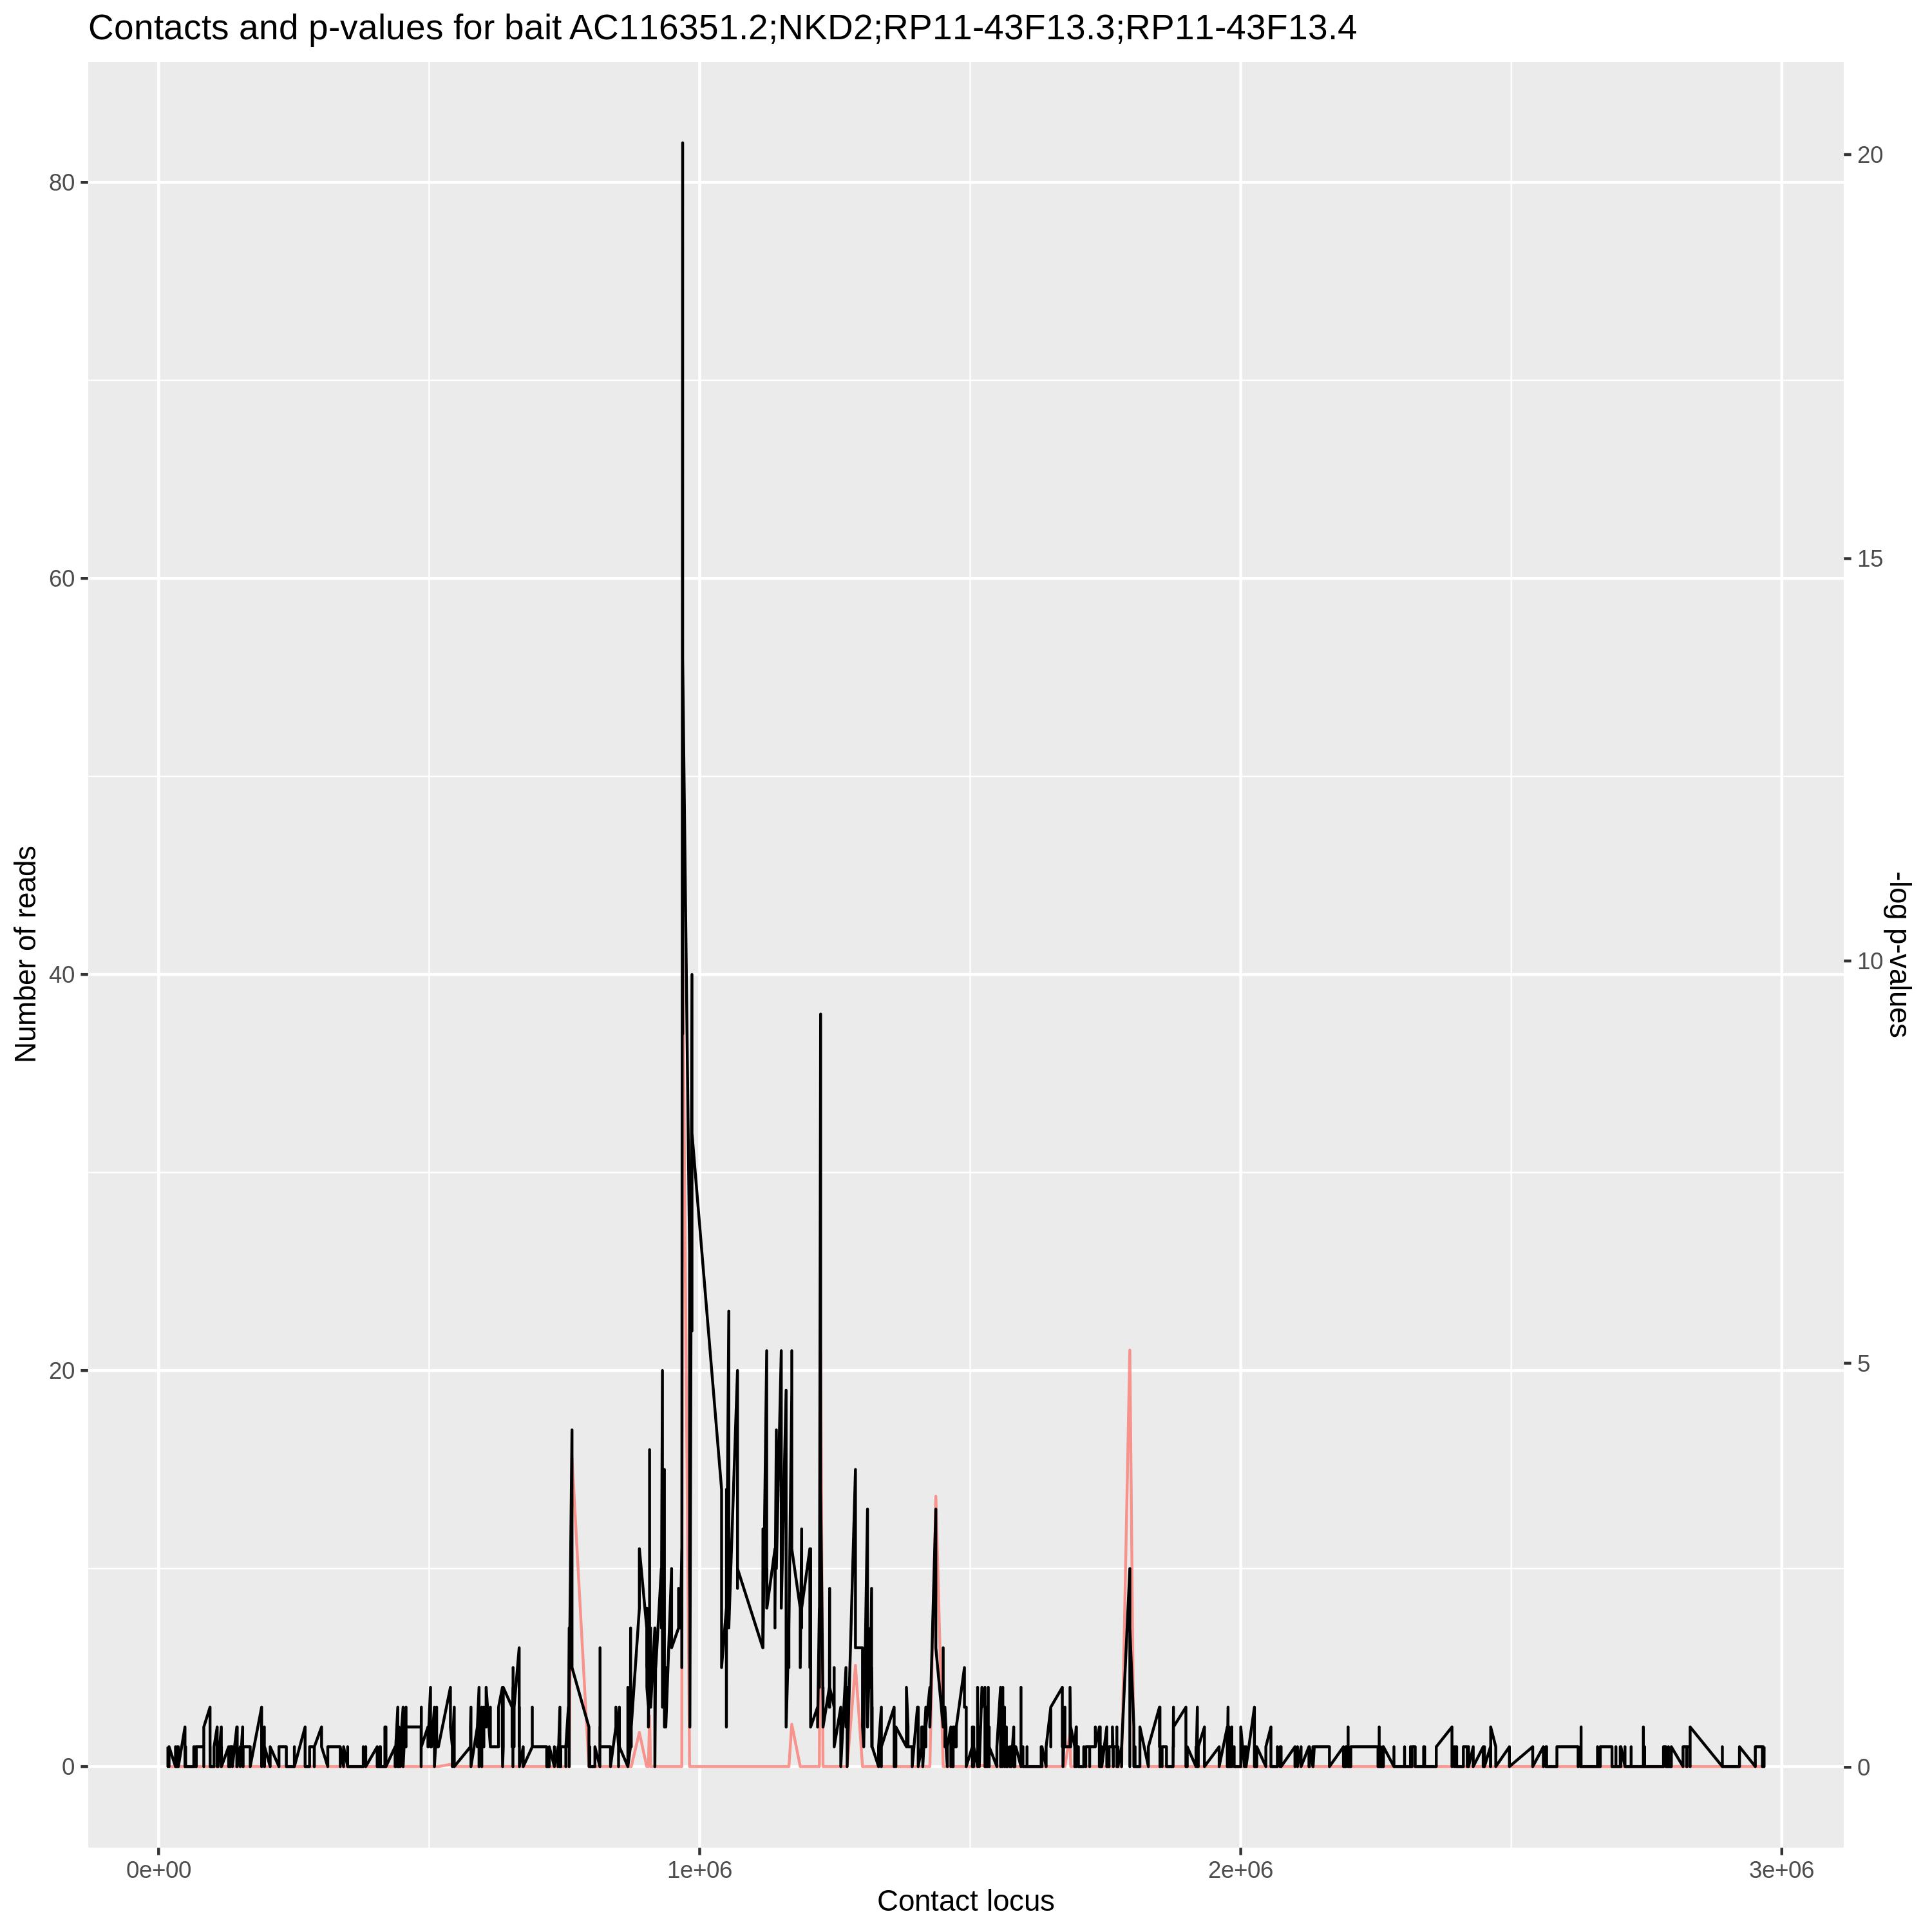 Contacts and p-values for bait AC116351.2;NKD2;RP11-43F13.3;RP11-43F13.4
80
60
40
20
0
Number of reads
20
15
10
5
0
-log p-values
0e+00
1e+06
2e+06
3e+06
Contact locus